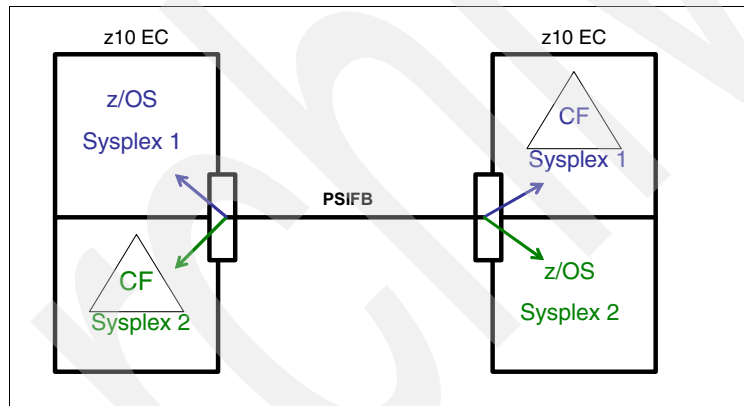 z10 EC
z10 EC
z/OS
Sysplex 1
CF
Sysplex 1
PSIFB
CF
Sysplex 2
z/OS
Sysplex 2